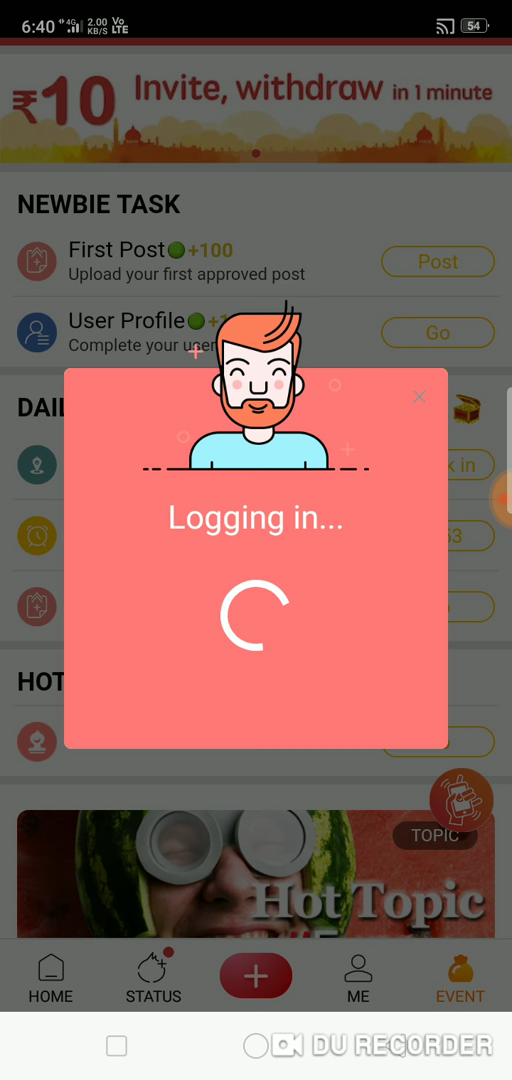 6:40 4G 2.00 KB/S Vo LTE 54
₹10 Invite, withdraw in 1 minute
NEWBIE TASK
First Post +100
Upload your first approved post
Post
User Profile
Complete your user
Go
Logging in...
TOPIC
Hot Topic
HOME STATUS ME EVENT
DU RECORDER